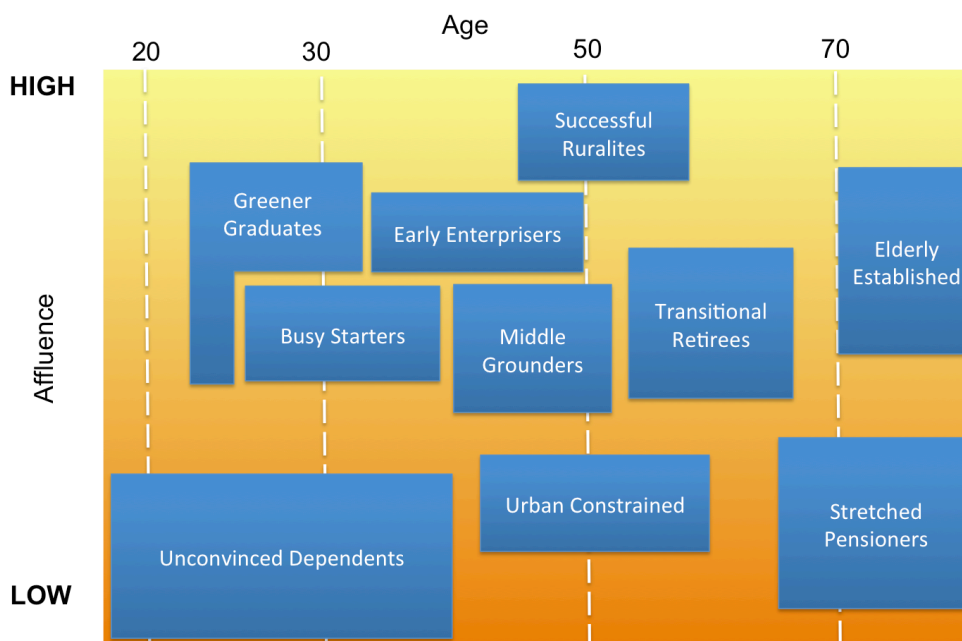 Age
20 30 50 70
HIGH
Successful
Ruralites
Greener
Graduates
Early Enterprisers
Elderly
Established
Transitional
Retirees
Busy Starters
Middle
Grounders
Affluence
Urban Constrained
Stretched
Pensioners
Unconvinced Dependents
LOW